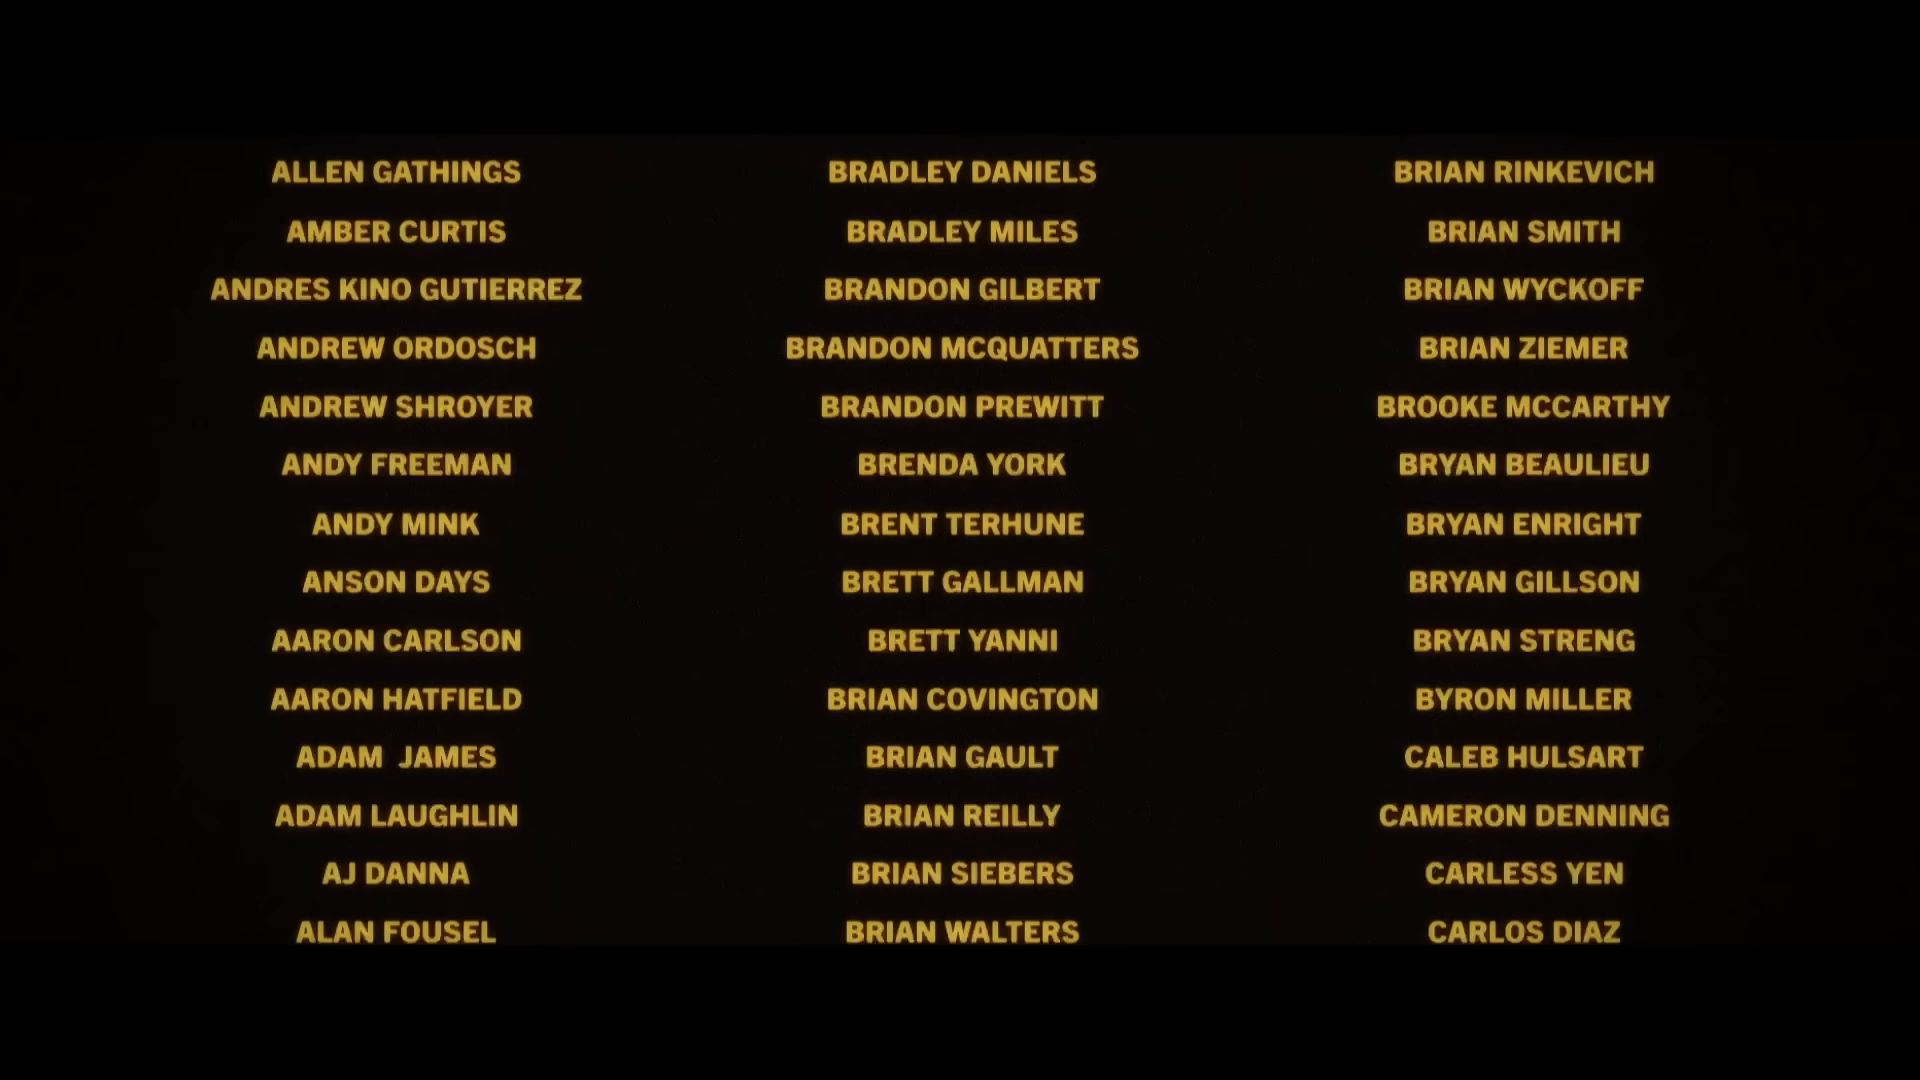 ALLEN GATHINGS
AMBER CURTIS
ANDRES KINO GUTIERREZ
ANDREW ORDOSCH
ANDREW SHROYER
ANDY FREEMAN
ANDY MINK
ANSON DAYS
AARON CARLSON
AARON HATFIELD
ADAM  JAMES
ADAM LAUGHLIN
AJ DANNA
ALAN FOUSEL
BRADLEY DANIELS
BRADLEY MILES
BRANDON GILBERT
BRANDON MCQUATTERS
BRANDON PREWITT
BRENDA YORK
BRENT TERHUNE
BRETT GALLMAN
BRETT YANNI
BRIAN COVINGTON
BRIAN GAULT
BRIAN REILLY
BRIAN SIEBERS
BRIAN WALTERS
BRIAN RINKEVICH
BRIAN SMITH
BRIAN WYCKOFF
BRIAN ZIEMER
BROOKE MCCARTHY
BRYAN BEAULIEU
BRYAN ENRIGHT
BRYAN GILLSON
BRYAN STRENG
BYRON MILLER
CALEB HULSART
CAMERON DENNING
CARLESS YEN
CARLOS DIAZ